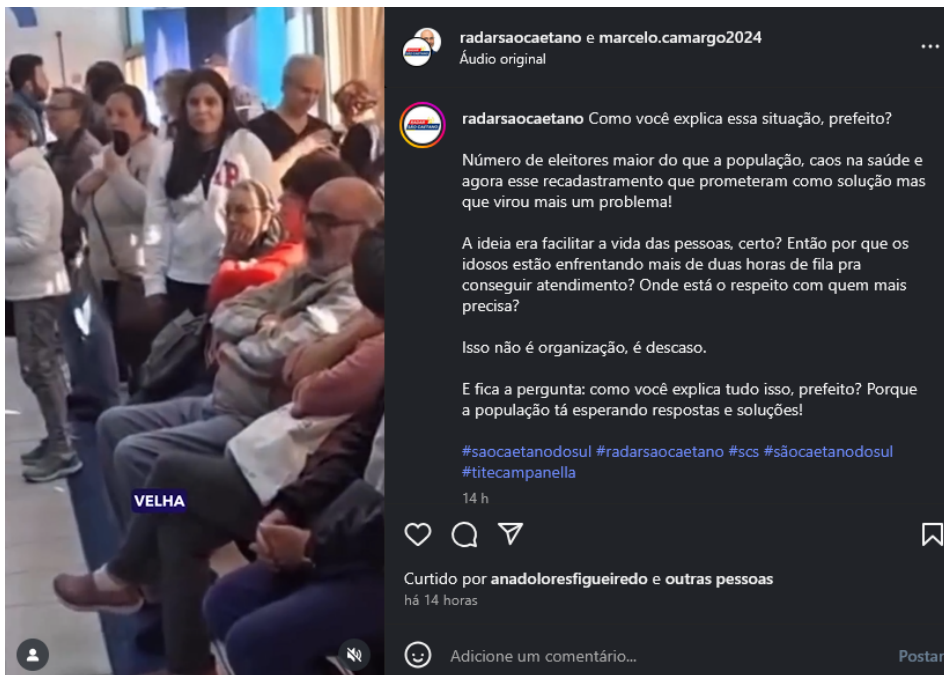 radarsaocaetano e marcelo.camargo2024
Áudio original
radarsaocaetano Como você explica essa situação, prefeito?
Número de eleitores maior do que a população, caos na saúde e
agora esse recadastramento que prometeram como solução mas
que virou mais um problema!
A ideia era facilitar a vida das pessoas, certo? Então por que os
idosos estão enfrentando mais de duas horas de fila pra
conseguir atendimento? Onde está o respeito com quem mais
precisa?
Isso não é organização, é descaso.
E fica a pergunta: como você explica tudo isso, prefeito? Porque
a população tá esperando respostas e soluções!
#saocaetanodosul #radarsaocaetano #scs #sãocaetanodosul
#titecampanella
14 h
VELHA
Curtido por anadoloresfigueiredo e outras pessoas
há 14 horas
Adicione um comentário...
Postar